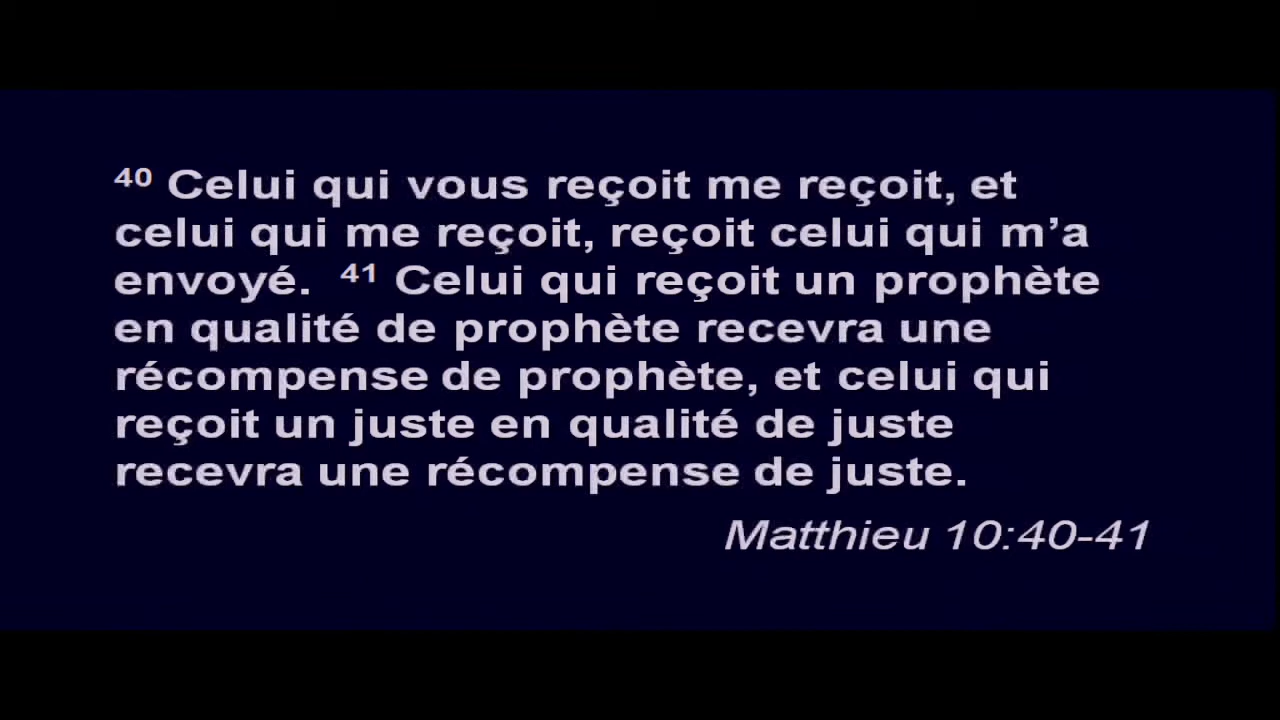 40 Celui qui vous reçoit me reçoit, et
celui qui me reçoit, reçoit celui qui m’a
envoyé. 41 Celui qui reçoit un prophète
en qualité de prophète recevra une
récompense de prophète, et celui qui
reçoit un juste en qualité de juste
recevra une récompense de juste.
Matthieu 10:40-41